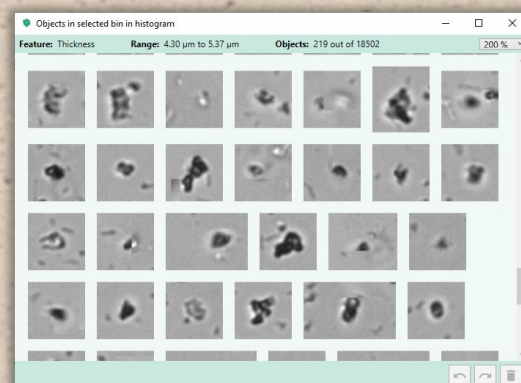 Objects in selected bin in histogram
Feature: Thickness Range: 4.30 µm to 5.37 µm Objects: 219 out of 18502 200 %